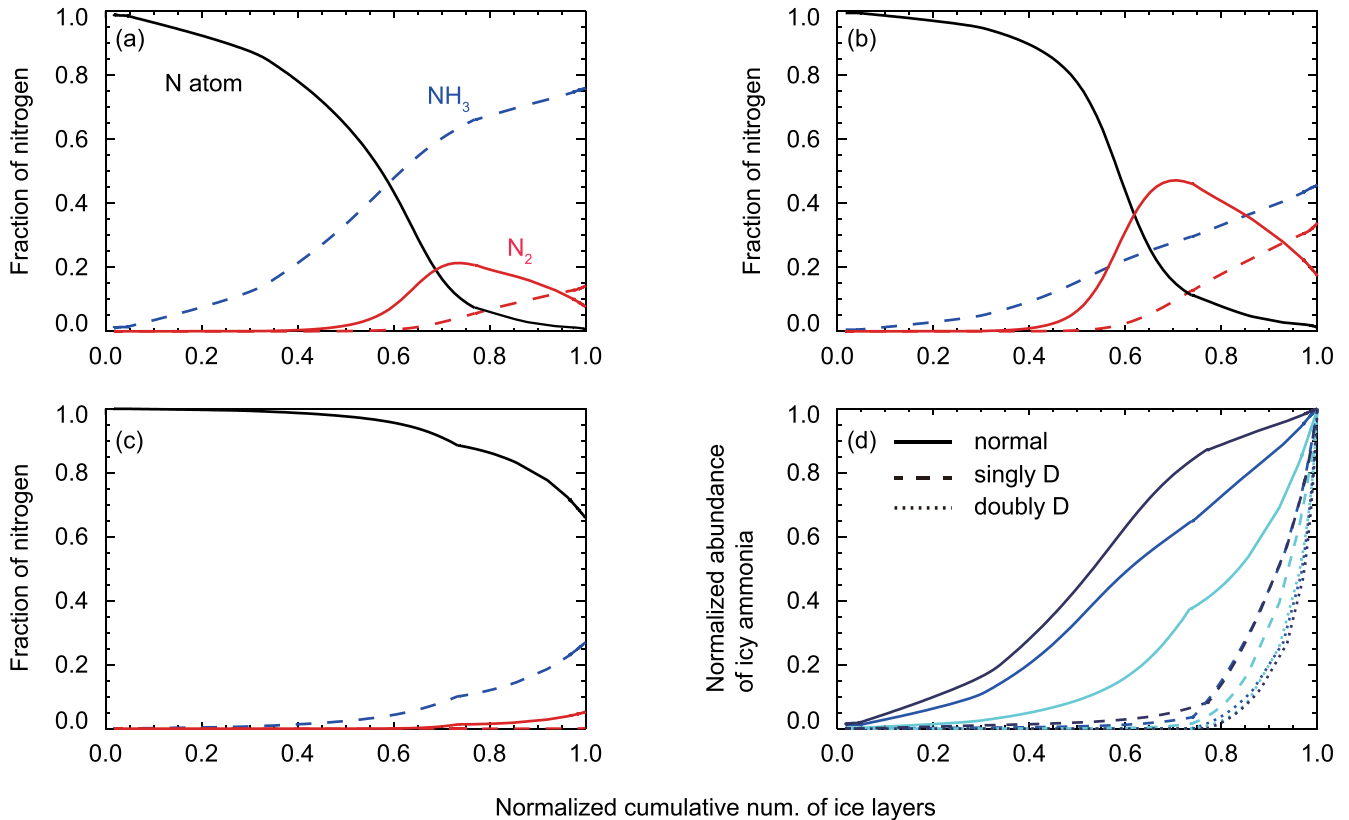 1.0
(a)
0.8
N atom
NH3
0.6
Fraction of nitrogen
0.4
N2
0.2
0.0
0.0 0.2 0.4 0.6 0.8 1.0
1.0
(b)
0.8
0.6
Fraction of nitrogen
0.4
0.2
0.0
0.0 0.2 0.4 0.6 0.8 1.0
1.0
(c)
0.8
0.6
Fraction of nitrogen
0.4
0.2
0.0
0.0 0.2 0.4 0.6 0.8 1.0
1.0
(d)
normal
0.8
singly D
doubly D
0.6
Normalized abundance
of icy ammonia
0.4
0.2
0.0
0.0 0.2 0.4 0.6 0.8 1.0
Normalized cumulative num. of ice layers